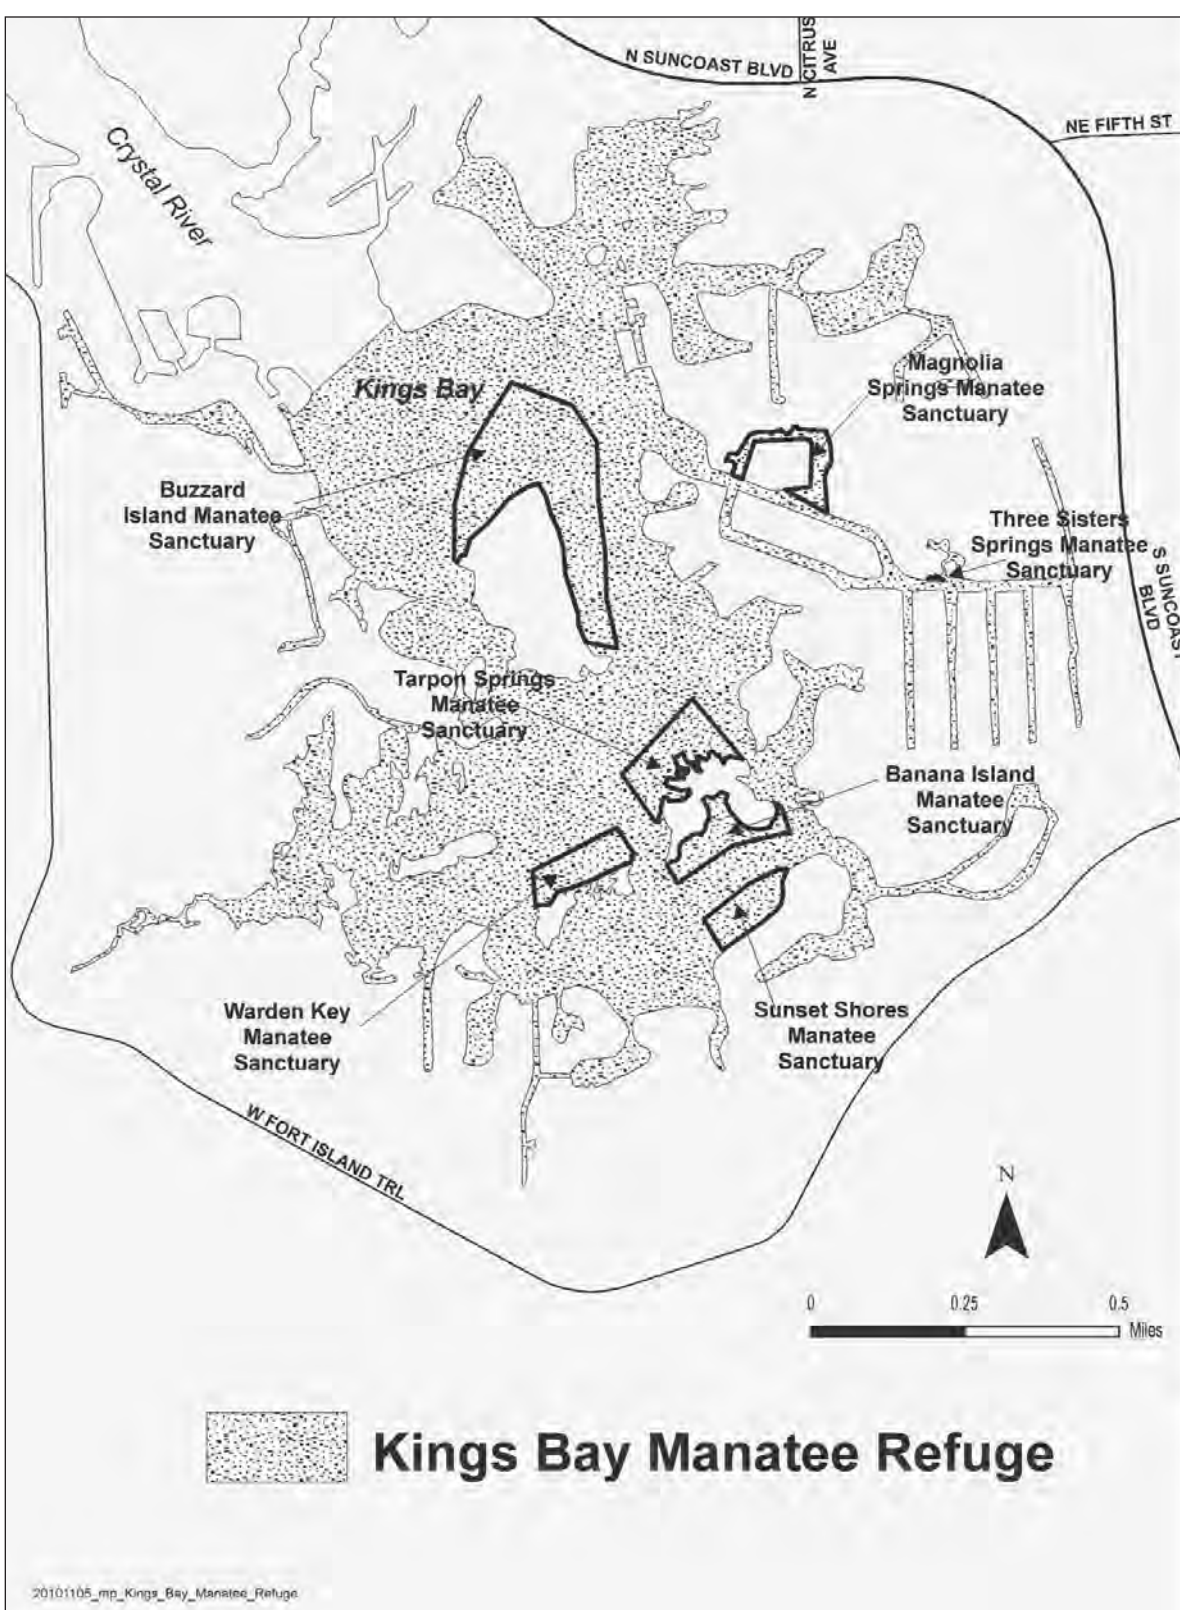 N SUNCOAST BLVD
N CITRUS
AVE
NE FIFTH ST
Crystal River
Kings Bay
Magnolia
Springs Manatee
Sanctuary
Buzzard
Island Manatee
Sanctuary
Three Sisters
Springs Manatee
Sanctuary
S SUNCOAST
BLVD
Tarpon Springs
Manatee
Sanctuary
Banana Island
Manatee
Sanctuary
Warden Key
Manatee
Sanctuary
Sunset Shores
Manatee
Sanctuary
W FORT ISLAND TRL
N
0 0.25 0.5
Miles
Kings Bay Manatee Refuge
20101105_mp_Kings_Bay_Manatee_Refuge